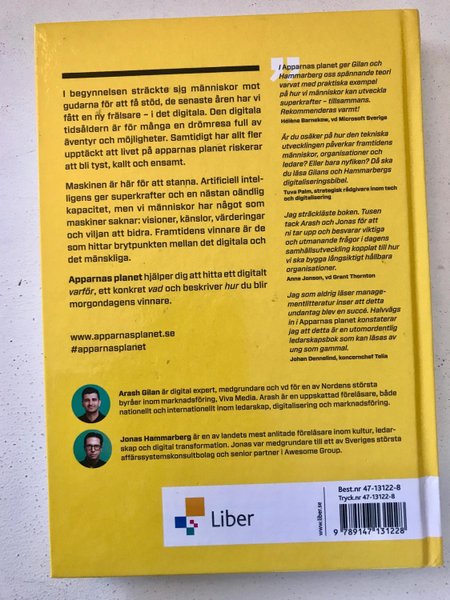 I begynnelsen sträckte sig människor mot
gudarna för att få stöd, de senaste åren har vi
fått en ny frälsare – i det digitala. Den digitala
tidsåldern är för många en drömresa full av
äventyr och möjligheter. Samtidigt har allt fler
upptäckt att livet på apparnas planet riskerar
att bli tyst, kallt och ensamt.
Maskinen är här för att stanna. Artificiell intel-
ligens ger superkrafter och en nästan oändlig
kapacitet, men vi människor har något som
maskiner saknar: visioner, känslor, värderingar
och viljan att bidra. Framtidens vinnare är de
som hittar brytpunkten mellan det digitala och
det mänskliga.
Apparnas planet hjälper dig att hitta ett digitalt
varför, ett konkret vad och beskriver hur du blir
morgondagens vinnare.
www.apparnasplanet.se
#apparnasplanet
”
I Apparnas planet ger Gilan och
Hammarberg oss spännande teori
varvat med praktiska exempel
på hur vi människor kan utveckla
superkrafter – tillsammans.
Rekommenderas varmt!
Hélène Barnekow, vd Microsoft Sverige
Är du osäker på hur den tekniska
utvecklingen påverkar framtidens
människor, organisationer och
ledare? Eller bara nyfiken? Då ska
du läsa Gilans och Hammarbergs
digitaliseringsbibel.
Tuva Palm, strategisk rådgivare inom tech
och digitalisering
Jag sträckläste boken. Tusen
tack Arash och Jonas för att
ni tar upp och besvarar viktiga
och utmanande frågor i dagens
samhällsutveckling kopplat till hur
vi ska bygga långsiktigt hållbara
organisationer.
Anna Jonson, vd Grant Thornton
Jag som aldrig läser manage-
mentlitteratur inser att detta
undantag blev en succé. Halvvägs
in i Apparnas planet konstaterar
jag att detta är en utomordentlig
ledarskapsbok som kan läsas av
ung som gammal.
Johan Dennelind, koncernchef Telia
Arash Gilan är digital expert, medgrundare och vd för en av Nordens största
byråer inom marknadsföring, Viva Media. Arash är en uppskattad föreläsare, både
nationellt och internationellt inom ledarskap, digitalisering och marknadsföring.
Jonas Hammarberg är en av landets mest anlitade föreläsare inom kultur, ledar-
skap och digital transformation. Jonas var medgrundare till ett av Sveriges största
affärssystemskonsultbolag och senior partner i Awesome Group.
Liber
www.liber.se
Best.nr 47-13122-8
Tryck.nr 47-13122-8
9 789147 131228